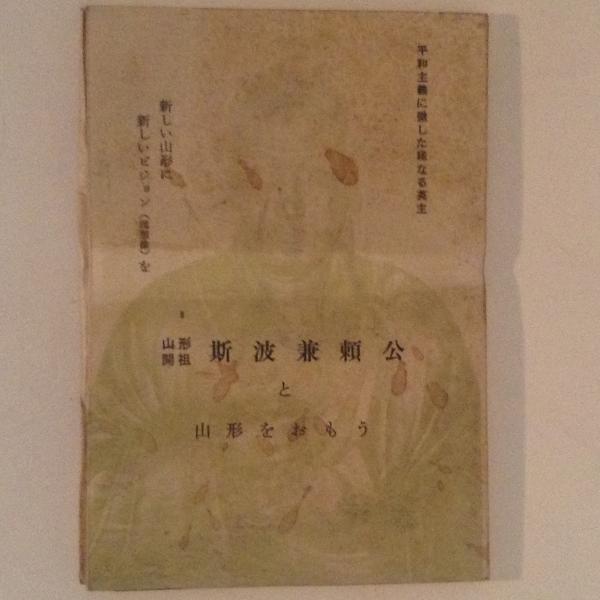 平和主義に徹した稀なる英主
新しい山形に
新しいビジョン を
山形
開祖
斯波兼頼公
と
山形をおもう